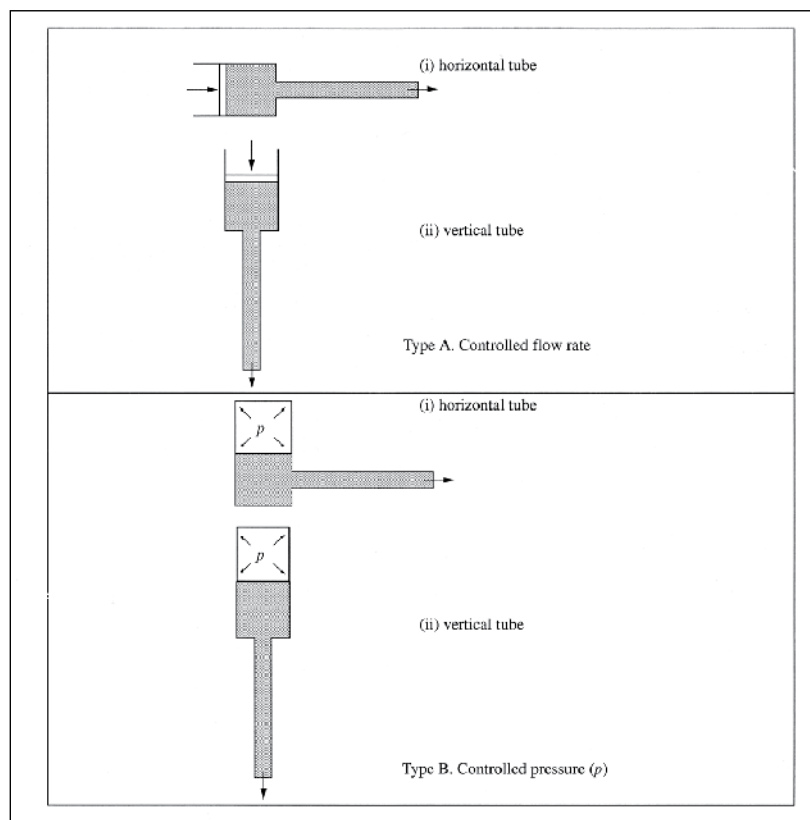 (i) horizontal tube
(ii) vertical tube
Type A. Controlled flow rate
(i) horizontal tube
p
p
(ii) vertical tube
Type B. Controlled pressure (p)